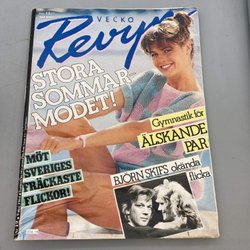 VECKO
Revyn
STORA
SOMMAR-
MODET!
Gymnastik för
ÄLSKANDE
PAR
MÖT
SVERIGES
FRÄCKASTE
FLICKOR!
BJÖRN SKIFS okända
flicka